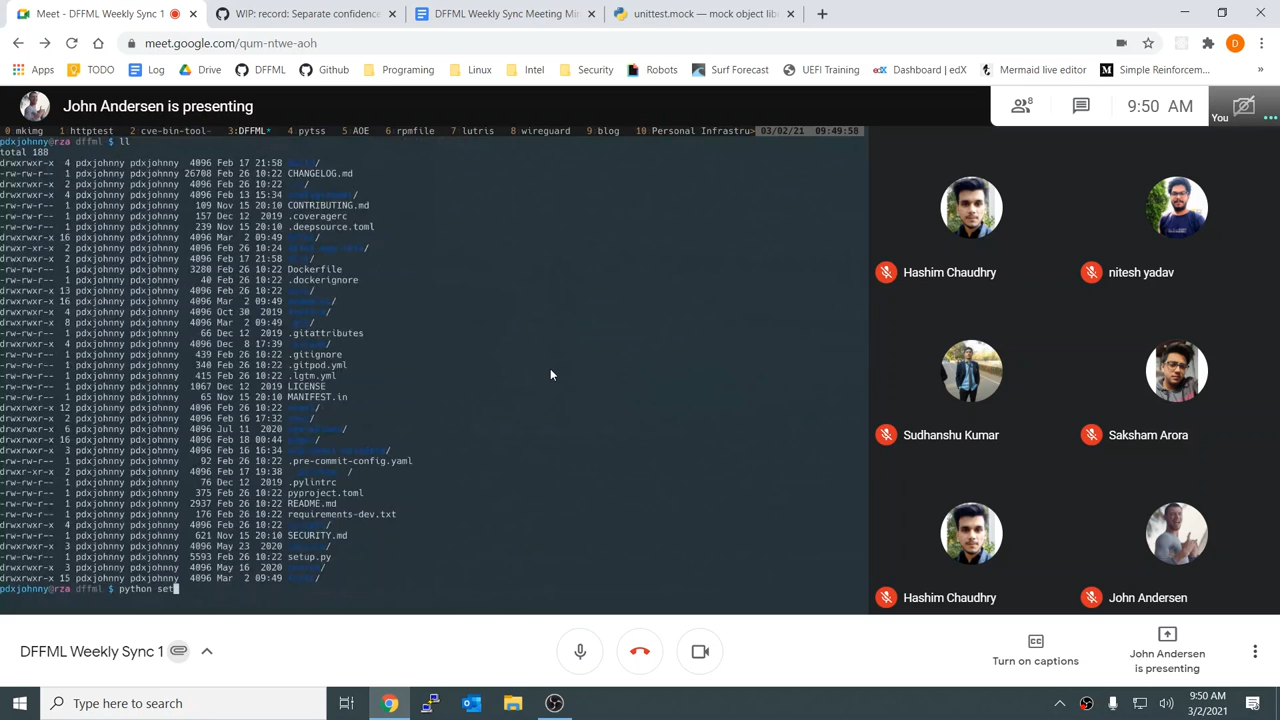 Meet - DFFML Weekly Sync 1
WIP: record: Separate confidence
DFFML Weekly Sync Meeting Min
unittest.mock — mock object lib
meet.google.com/qum-ntwe-aoh
Apps
TODO
Log
Drive
DFFML
Github
Programing
Linux
Intel
Security
Robots
Surf Forecast
UEFI Training
edX
Dashboard | edX
Mermaid live editor
Simple Reinforcem...
John Andersen is presenting
8
9:50 AM
You
0 mkimg 1 httptest 2 cve-bin-tool- 3:DFFML* 4 pytss 5 AOE 6 rpmfile 7 lutris 8 wireguard 9 blog 10 Personal Infrastru> 03/02/21 09:49:58
pdxjohnny@rza dffml $ ll
total 188
drwxrwxr-x 4 pdxjohnny pdxjohnny 4096 Feb 17 21:58
-rw-rw-r-- 1 pdxjohnny pdxjohnny 26708 Feb 26 10:22 CHANGELOG.md
drwxrwxr-x 2 pdxjohnny pdxjohnny 4096 Feb 26 10:22
drwxrwxr-x 4 pdxjohnny pdxjohnny 4096 Feb 13 15:34
-rw-rw-r-- 1 pdxjohnny pdxjohnny 109 Nov 15 20:10 CONTRIBUTING.md
-rw-rw-r-- 1 pdxjohnny pdxjohnny 157 Dec 12 2019 .coveragerc
-rw-rw-r-- 1 pdxjohnny pdxjohnny 239 Nov 15 20:10 .deepsource.toml
drwxrwxr-x 16 pdxjohnny pdxjohnny 4096 Mar 2 09:49
drwxrwxr-x 2 pdxjohnny pdxjohnny 4096 Feb 26 18:24
drwxrwxr-x 2 pdxjohnny pdxjohnny 4096 Feb 17 21:58
-rw-rw-r-- 1 pdxjohnny pdxjohnny 3280 Feb 26 10:22 Dockerfile
-rw-rw-r-- 1 pdxjohnny pdxjohnny 40 Feb 26 10:22 .dockerignore
drwxrwxr-x 13 pdxjohnny pdxjohnny 4096 Feb 26 10:22
drwxrwxr-x 16 pdxjohnny pdxjohnny 4096 Mar 2 09:49
drwxrwxr-x 4 pdxjohnny pdxjohnny 4096 Oct 30 2019
drwxrwxr-x 8 pdxjohnny pdxjohnny 4096 Mar 2 09:49
-rw-rw-r-- 1 pdxjohnny pdxjohnny 66 Dec 12 2019 .gitattributes
drwxrwxr-x 4 pdxjohnny pdxjohnny 4096 Dec 8 17:39
-rw-rw-r-- 1 pdxjohnny pdxjohnny 439 Feb 26 10:22 .gitignore
-rw-rw-r-- 1 pdxjohnny pdxjohnny 340 Feb 26 10:22 .gitpod.yml
-rw-rw-r-- 1 pdxjohnny pdxjohnny 415 Feb 26 10:22 .lgtm.yml
-rw-rw-r-- 1 pdxjohnny pdxjohnny 1067 Dec 12 2019 LICENSE
-rw-rw-r-- 1 pdxjohnny pdxjohnny 65 Nov 15 20:10 MANIFEST.in
drwxrwxr-x 12 pdxjohnny pdxjohnny 4096 Feb 26 10:22
drwxrwxr-x 2 pdxjohnny pdxjohnny 4096 Feb 16 17:32
drwxrwxr-x 6 pdxjohnny pdxjohnny 4096 Jul 11 2020
drwxrwxr-x 16 pdxjohnny pdxjohnny 4096 Feb 18 00:44
drwxrwxr-x 3 pdxjohnny pdxjohnny 4096 Feb 16 16:34
-rw-rw-r-- 1 pdxjohnny pdxjohnny 92 Feb 26 10:22 .pre-commit-config.yaml
drwxrwxr-x 2 pdxjohnny pdxjohnny 4096 Feb 17 19:38
-rw-rw-r-- 1 pdxjohnny pdxjohnny 76 Dec 12 2019 .pylintrc
-rw-rw-r-- 1 pdxjohnny pdxjohnny 375 Feb 26 10:22 pyproject.toml
-rw-rw-r-- 1 pdxjohnny pdxjohnny 2937 Feb 26 10:22 README.md
-rw-rw-r-- 1 pdxjohnny pdxjohnny 176 Feb 26 10:22 requirements-dev.txt
drwxrwxr-x 4 pdxjohnny pdxjohnny 4096 Feb 26 10:22
-rw-rw-r-- 1 pdxjohnny pdxjohnny 621 Nov 15 20:10 SECURITY.md
drwxrwxr-x 3 pdxjohnny pdxjohnny 4096 May 23 2020
-rw-rw-r-- 1 pdxjohnny pdxjohnny 5593 Feb 26 10:22 setup.py
drwxrwxr-x 3 pdxjohnny pdxjohnny 4096 May 16 2020
drwxrwxr-x 15 pdxjohnny pdxjohnny 4096 Mar 2 09:49
pdxjohnny@rza dffml $ python set
Hashim Chaudhry
nitesh yadav
Sudhanshu Kumar
Saksham Arora
Hashim Chaudhry
John Andersen
DFFML Weekly Sync 1
Turn on captions
John Andersen
is presenting
Type here to search
9:50 AM
3/2/2021